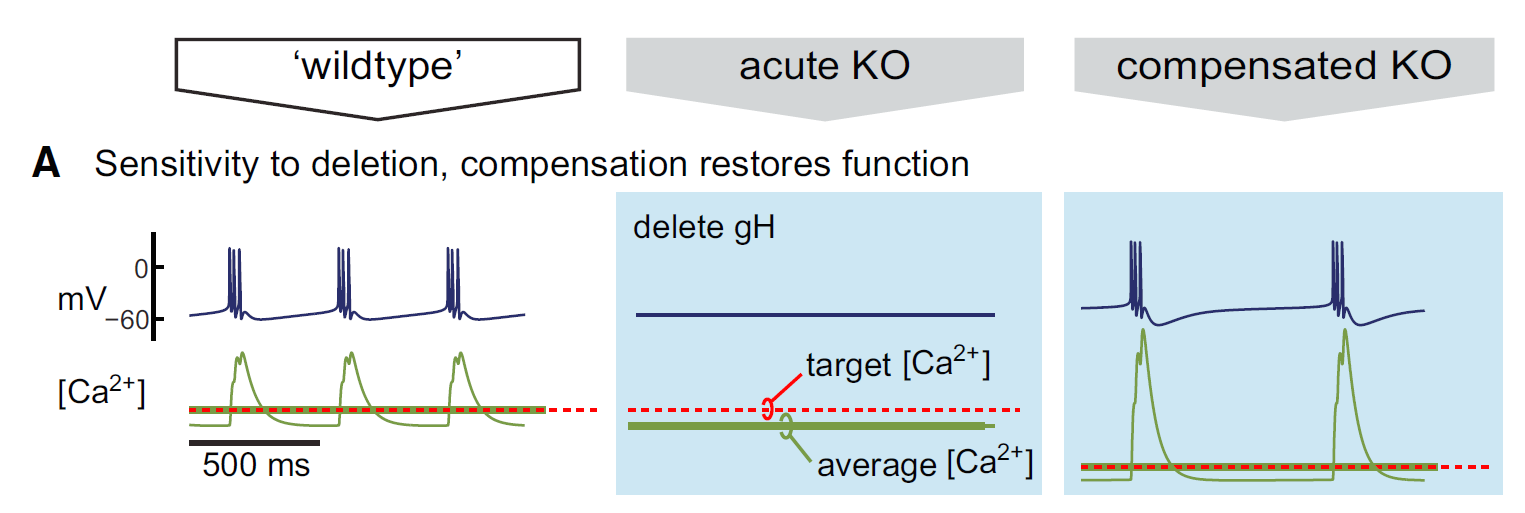 ‘wildtype’
acute KO
compensated KO
A Sensitivity to deletion, compensation restores function
delete gH
0
mV
−60
target [Ca²⁺]
[Ca²⁺]
average [Ca²⁺]
500 ms